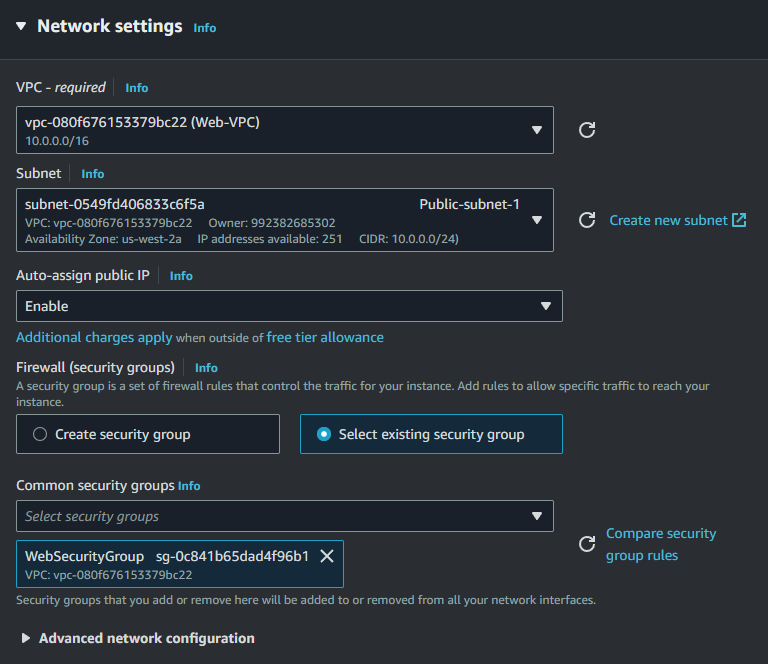 Network settings Info
VPC - required Info
vpc-080f676153379bc22 (Web-VPC)
10.0.0.0/16
Subnet Info
subnet-0549fd406833c6f5a Public-subnet-1
VPC: vpc-080f676153379bc22 Owner: 992382685302
Availability Zone: us-west-2a IP addresses available: 251 CIDR: 10.0.0.0/24)
Create new subnet
Auto-assign public IP Info
Enable
Additional charges apply when outside of free tier allowance
Firewall (security groups) Info
A security group is a set of firewall rules that control the traffic for your instance. Add rules to allow specific traffic to reach your
instance.
Create security group
Select existing security group
Common security groups Info
Select security groups
Compare security
group rules
WebSecurityGroup sg-0c841b65dad4f96b1
VPC: vpc-080f676153379bc22
Security groups that you add or remove here will be added to or removed from all your network interfaces.
Advanced network configuration